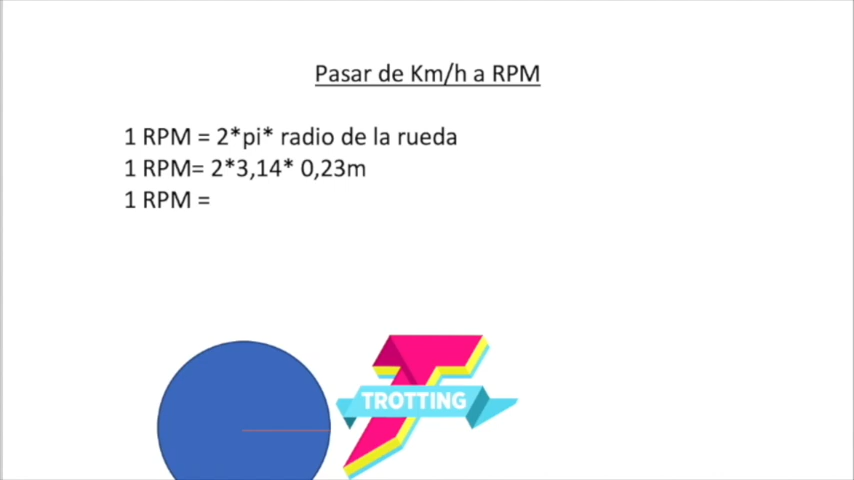 Pasar de Km/h a RPM
1 RPM = 2*pi* radio de la rueda
1 RPM= 2*3,14* 0,23m
1 RPM =
TROTTING